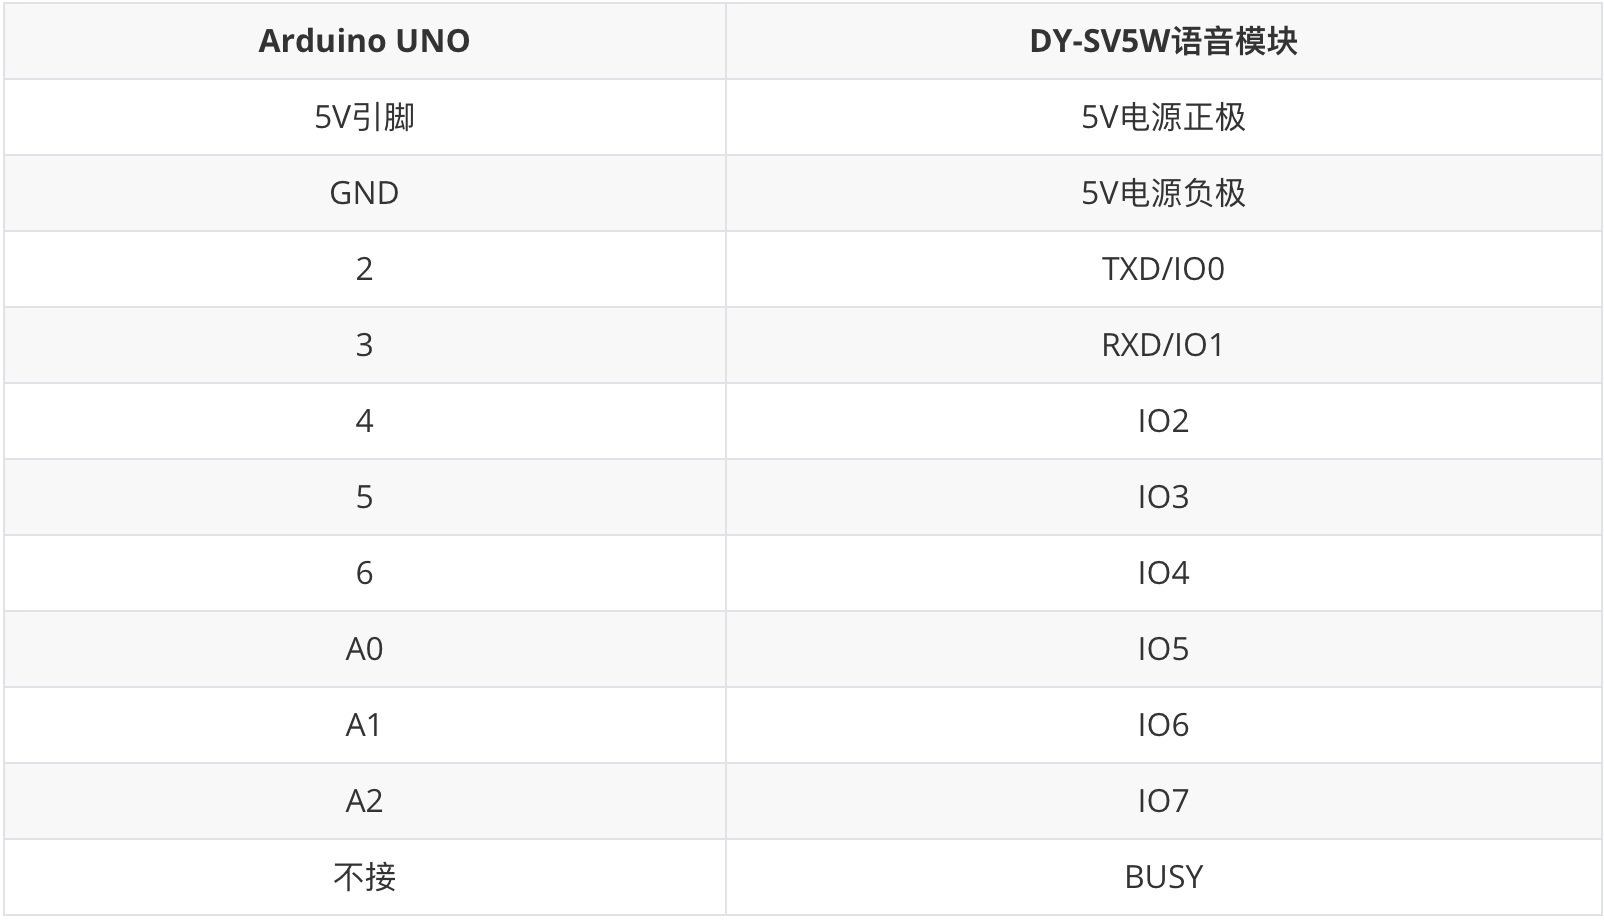 Arduino UNO DY-SV5W语音模块
5V引脚 5V电源正极
GND 5V电源负极
2 TXD/IO0
3 RXD/IO1
4 IO2
5 IO3
6 IO4
A0 IO5
A1 IO6
A2 IO7
不接 BUSY